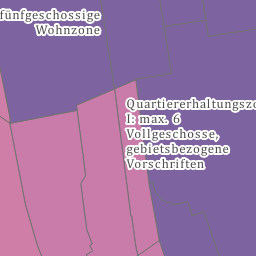 fünfgeschossige
Wohnzone
Quartiererhaltungszo
I: max. 6
Vollgeschosse,
gebietsbezogene
Vorschriften